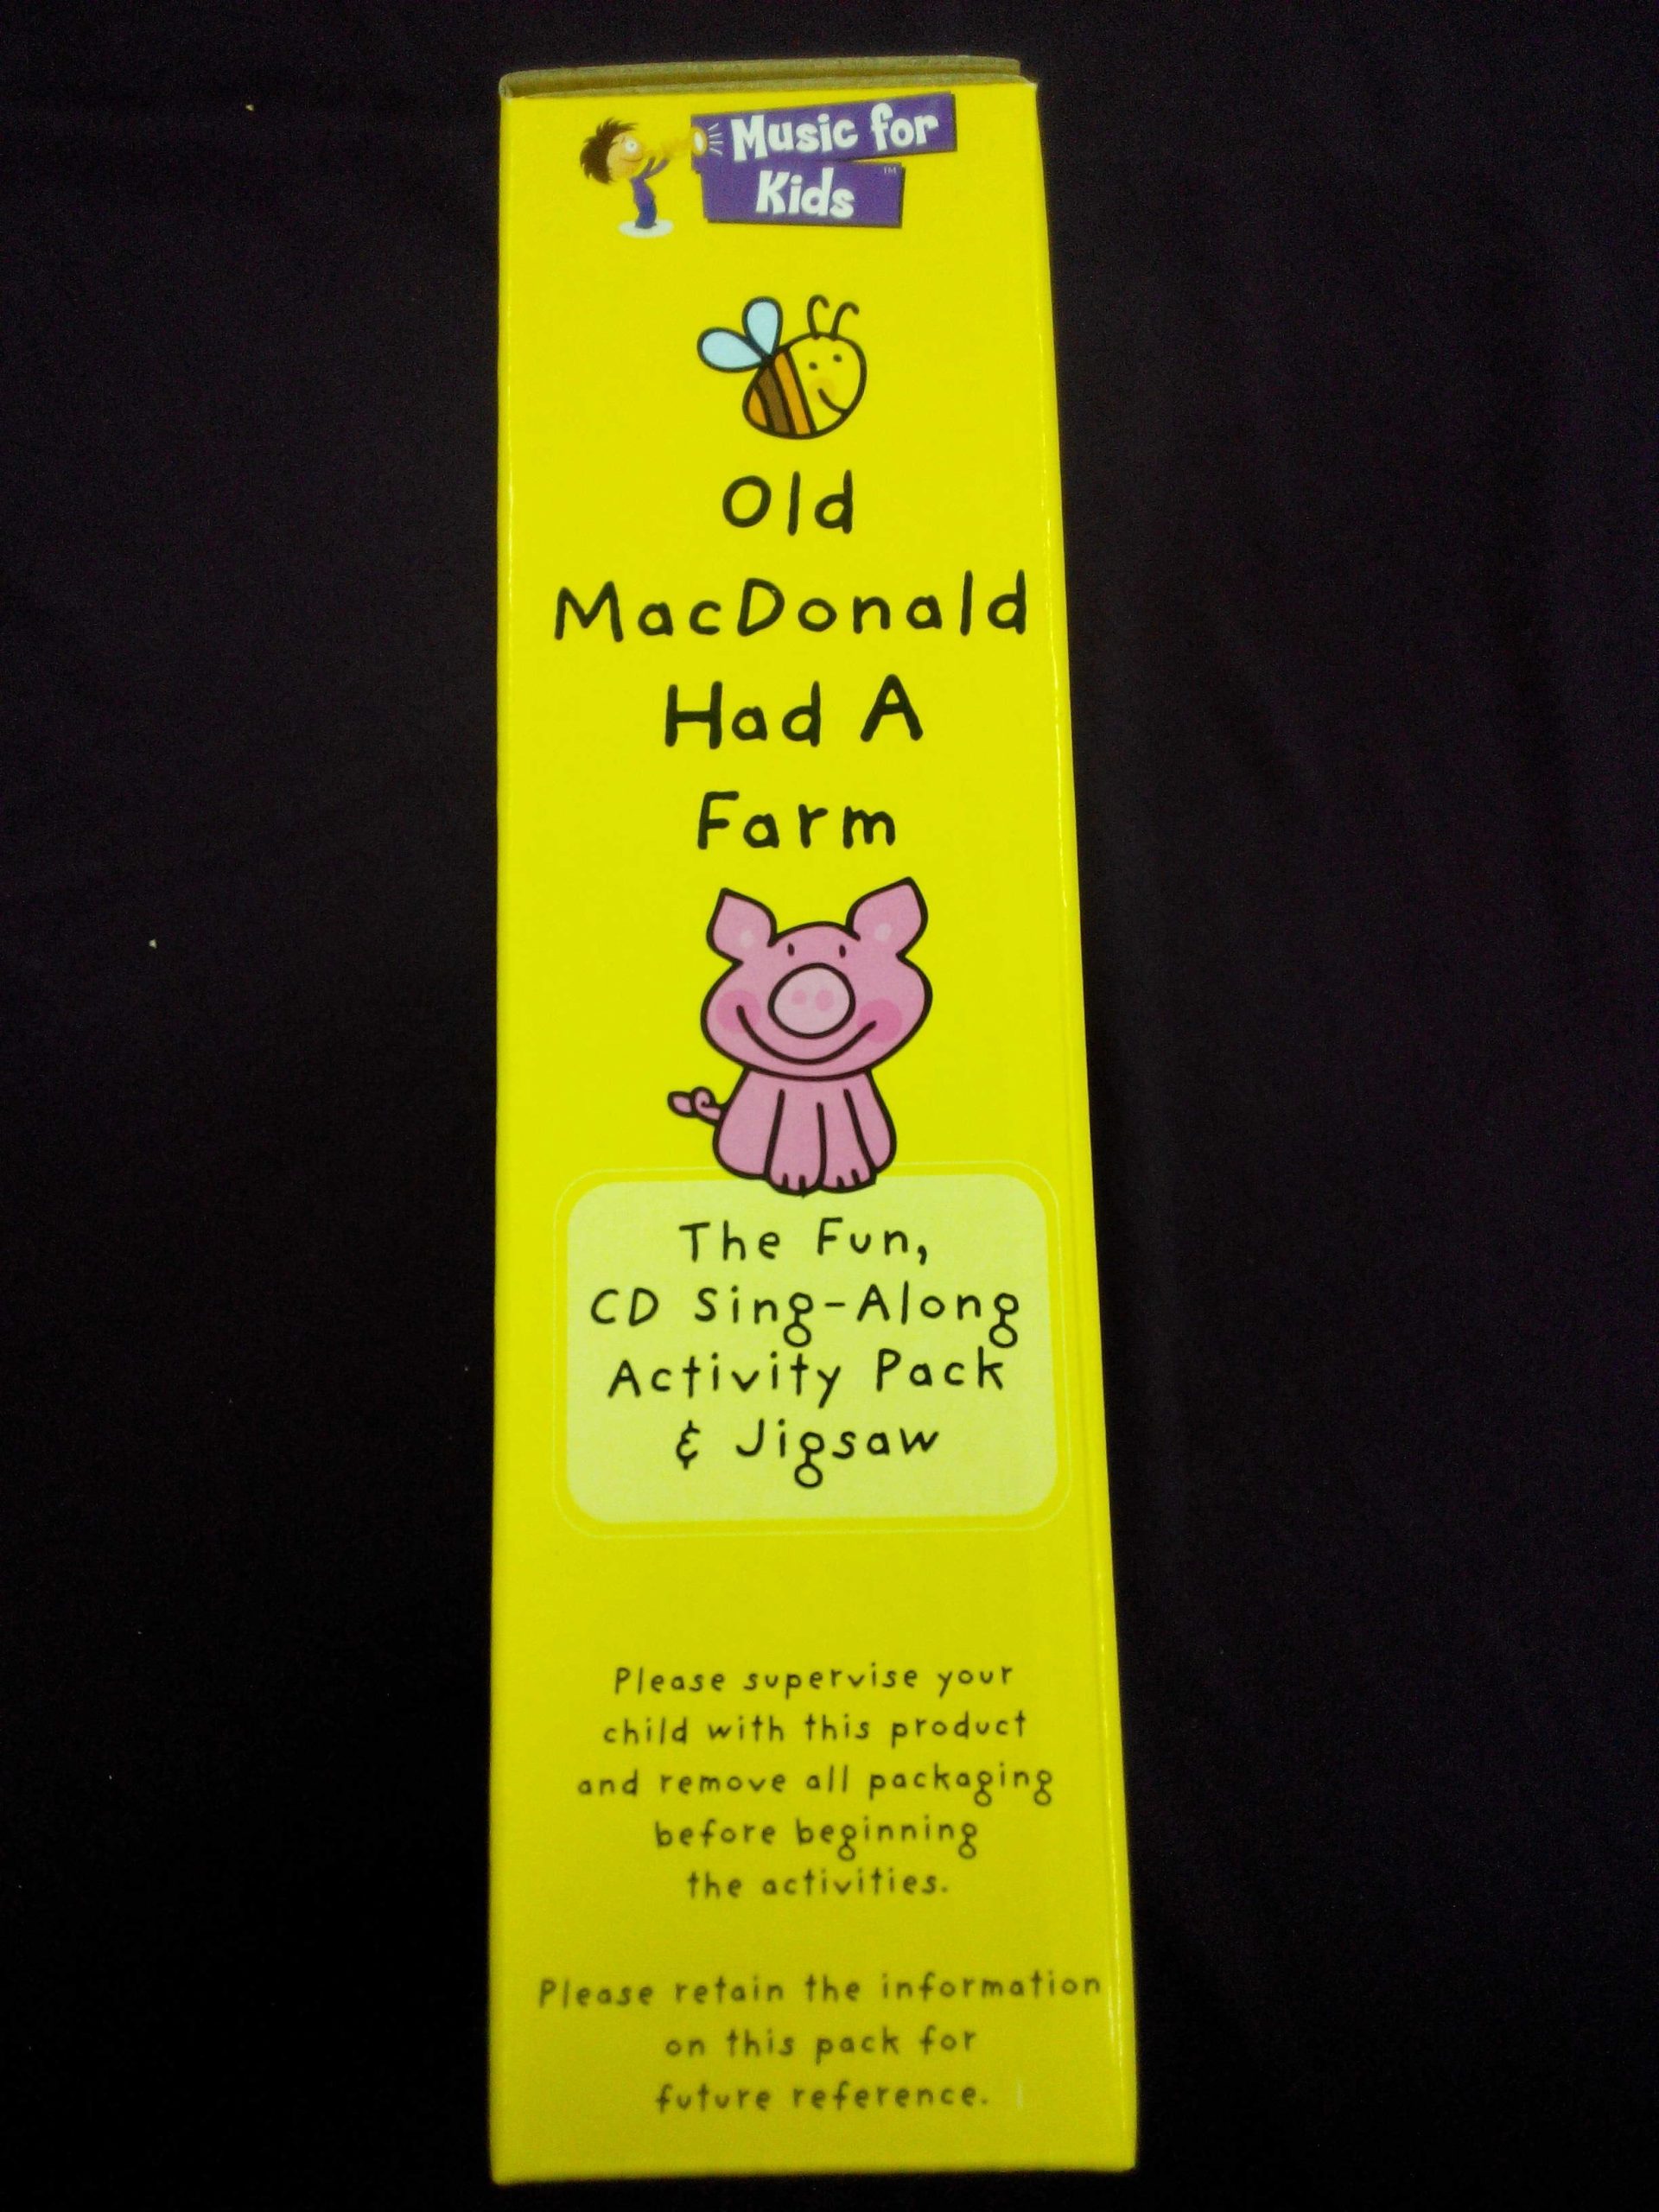 Music for
Kids
TM
Old
MacDonald
Had A
Farm
The Fun,
CD Sing-Along
Activity Pack
& Jigsaw
Please supervise your
child with this product
and remove all packaging
before beginning
the activities.
Please retain the information
on this pack for
future reference.